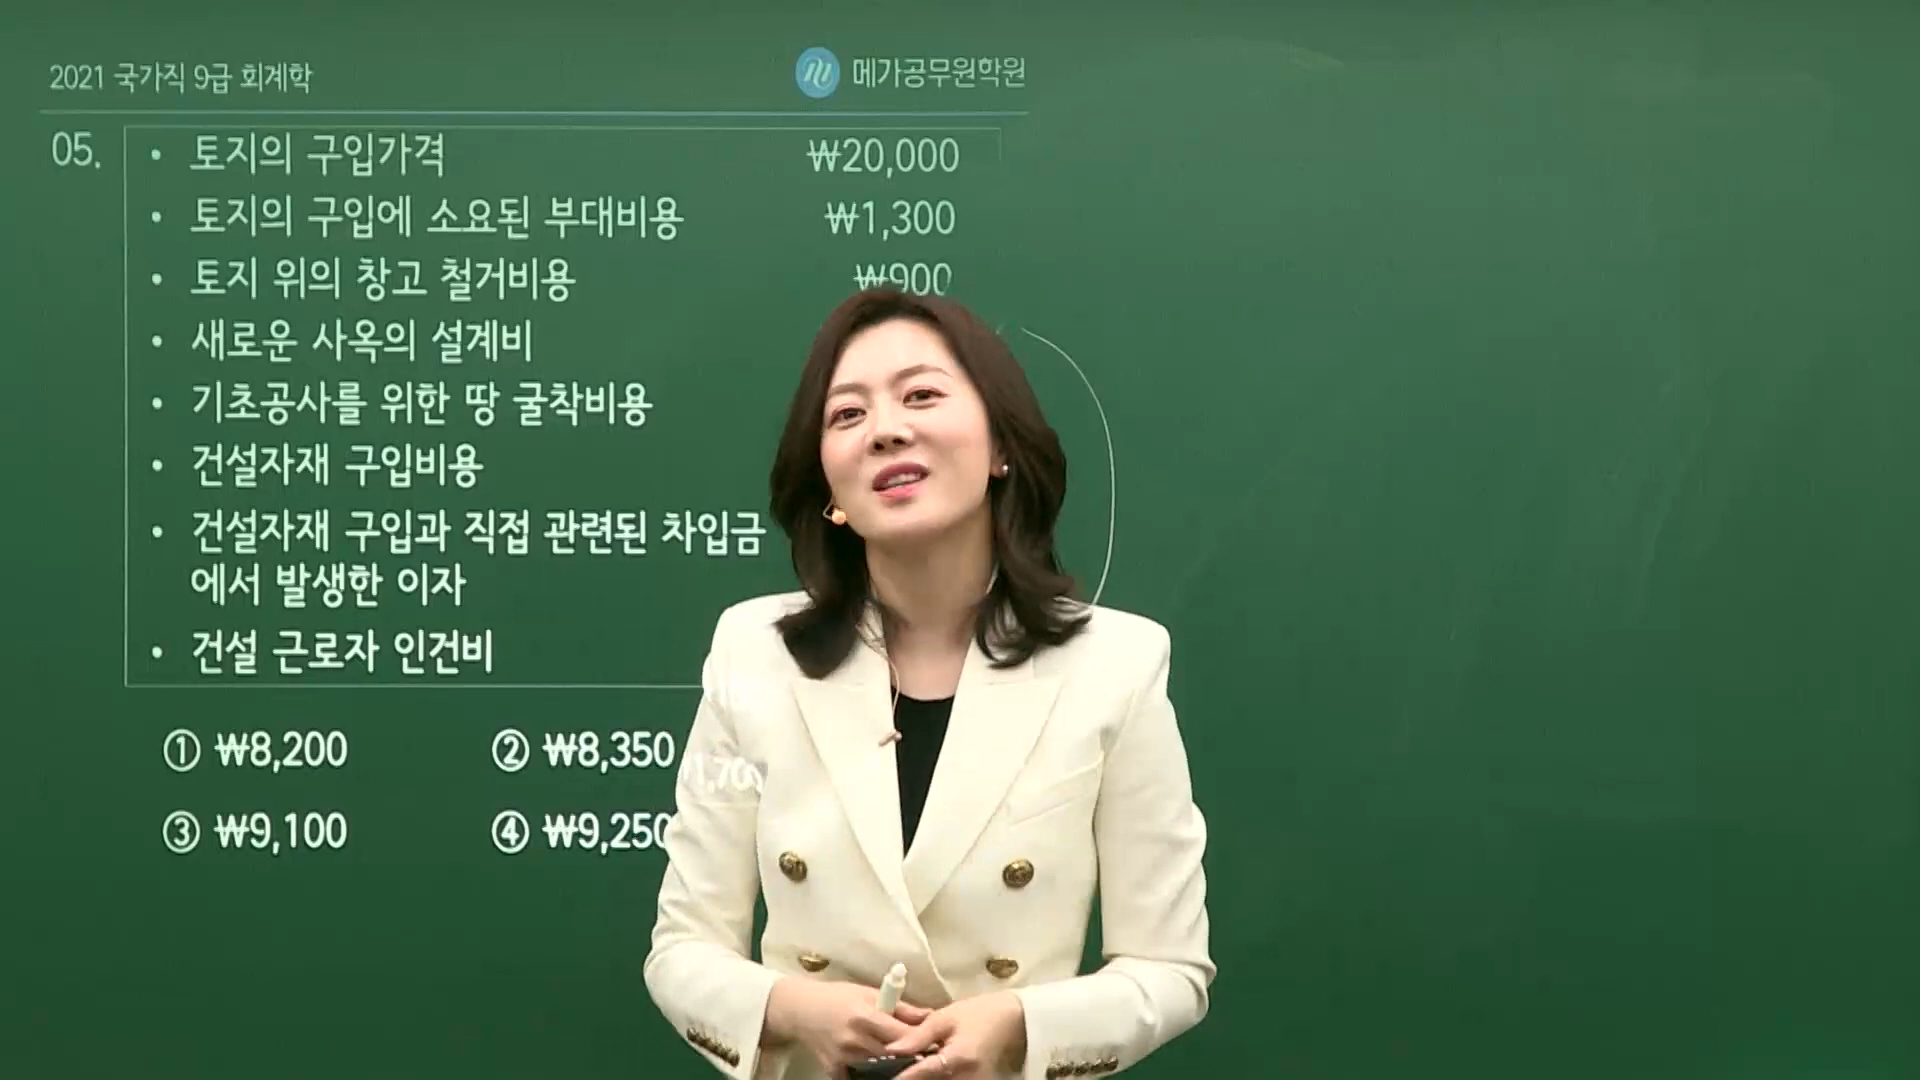 2021 국가직 9급 회계학
메가공무원학원
05.
• 토지의 구입가격 ₩20,000
• 토지의 구입에 소요된 부대비용 ₩1,300
• 토지 위의 창고 철거비용 ₩900
• 새로운 사옥의 설계비
• 기초공사를 위한 땅 굴착비용
• 건설자재 구입비용
• 건설자재 구입과 직접 관련된 차입금
에서 발생한 이자
• 건설 근로자 인건비
① ₩8,200 ② ₩8,350
③ ₩9,100 ④ ₩9,250